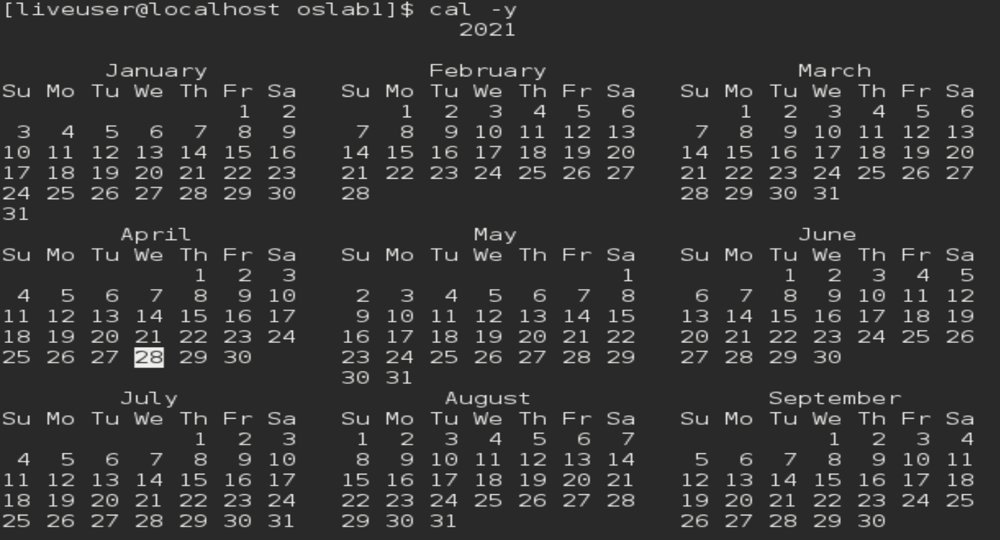 [liveuser@localhost oslab1]$ cal -y
                               2021

       January                February                 March
Su Mo Tu We Th Fr Sa   Su Mo Tu We Th Fr Sa   Su Mo Tu We Th Fr Sa
                1  2       1  2  3  4  5  6       1  2  3  4  5  6
 3  4  5  6  7  8  9    7  8  9 10 11 12 13    7  8  9 10 11 12 13
10 11 12 13 14 15 16   14 15 16 17 18 19 20   14 15 16 17 18 19 20
17 18 19 20 21 22 23   21 22 23 24 25 26 27   21 22 23 24 25 26 27
24 25 26 27 28 29 30   28                     28 29 30 31
31
        April                    May                    June
Su Mo Tu We Th Fr Sa   Su Mo Tu We Th Fr Sa   Su Mo Tu We Th Fr Sa
             1  2  3                      1          1  2  3  4  5
 4  5  6  7  8  9 10    2  3  4  5  6  7  8    6  7  8  9 10 11 12
11 12 13 14 15 16 17    9 10 11 12 13 14 15   13 14 15 16 17 18 19
18 19 20 21 22 23 24   16 17 18 19 20 21 22   20 21 22 23 24 25 26
25 26 27 28 29 30      23 24 25 26 27 28 29   27 28 29 30
                       30 31
        July                  August                September
Su Mo Tu We Th Fr Sa   Su Mo Tu We Th Fr Sa   Su Mo Tu We Th Fr Sa
             1  2  3    1  2  3  4  5  6  7             1  2  3  4
 4  5  6  7  8  9 10    8  9 10 11 12 13 14    5  6  7  8  9 10 11
11 12 13 14 15 16 17   15 16 17 18 19 20 21   12 13 14 15 16 17 18
18 19 20 21 22 23 24   22 23 24 25 26 27 28   19 20 21 22 23 24 25
25 26 27 28 29 30 31   29 30 31               26 27 28 29 30